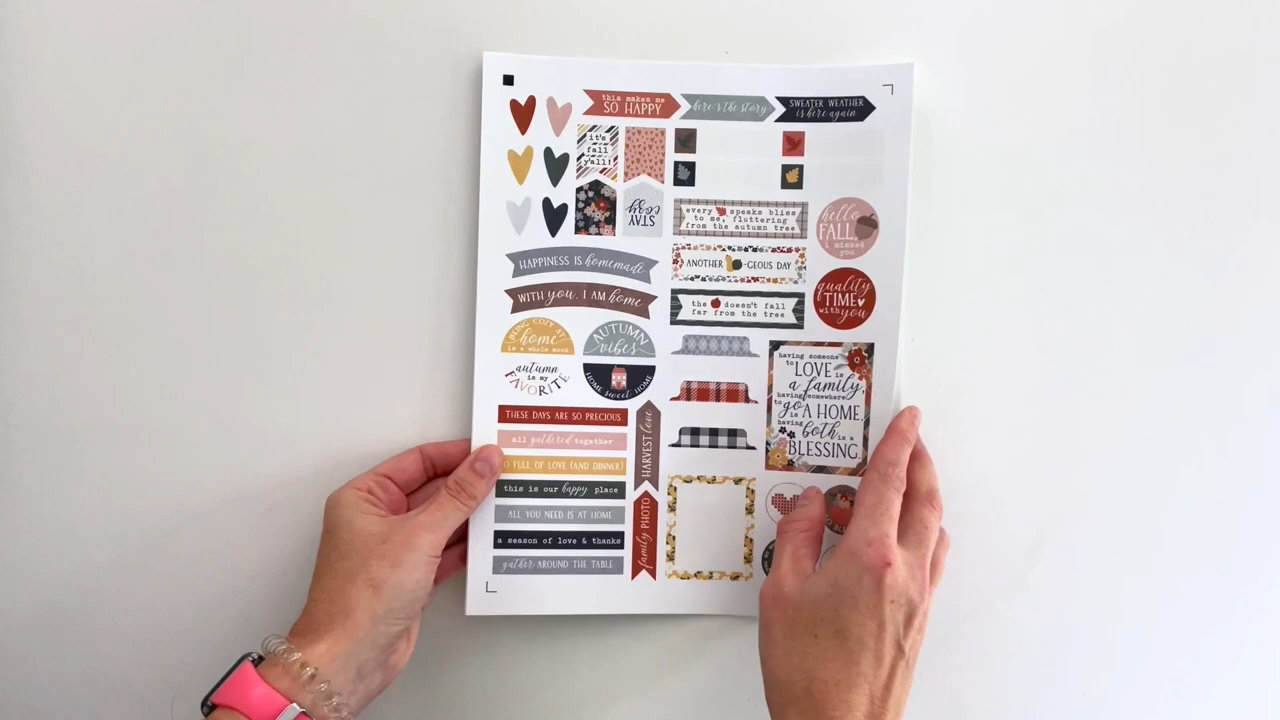 this makes me
SO HAPPY
here's the story
SWEATER WEATHER
is here again
it's
fall
y'all!
STAY
BLESSED
every speaks bliss
to me, fluttering
from the autumn tree
hello
FALL,
i missed
you
HAPPINESS IS homemade
ANOTHER -GEOUS DAY
WITH you, I AM home
the doesn't fall
far from the tree
quality
TIME
with you
BEING COZY AT
home
is a whole mood
AUTUMN
vibes
autumn
is my
FAVORITE
HOME sweet HOME
having someone
to LOVE is
a family,
having somewhere
to go is A HOME,
having
both is a
BLESSING.
THESE DAYS ARE SO PRECIOUS
all gathered together
O FULL OF LOVE (AND DINNER)
this is our happy place
ALL YOU NEED IS AT HOME
a season of love & thanks
gather AROUND THE TABLE
HARVEST love
family PHOTO